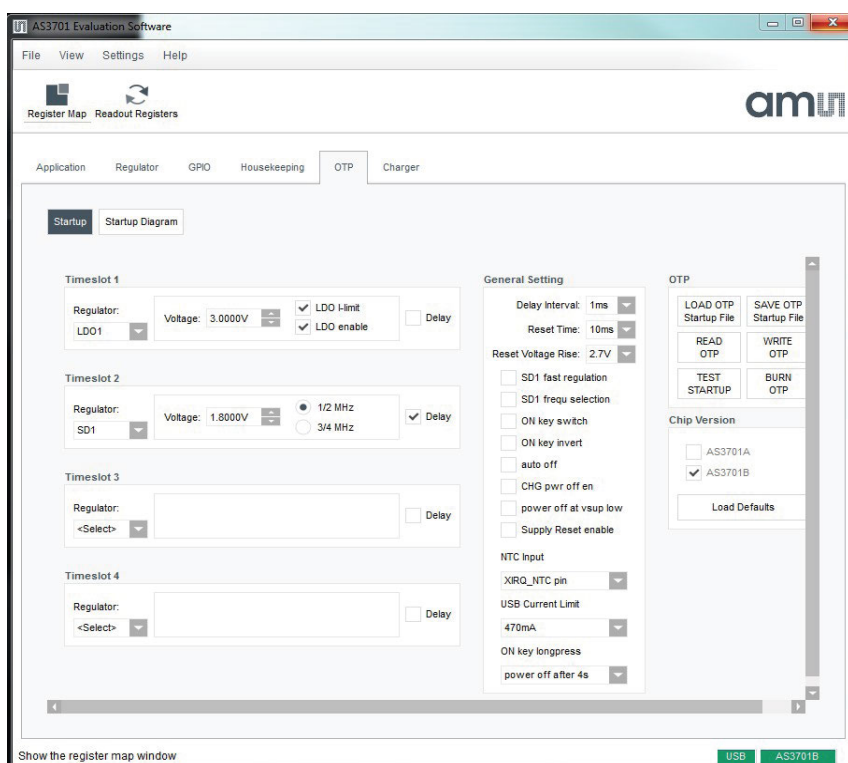 AS3701 Evaluation Software
File View Settings Help
Register Map Readout Registers
amu
Application Regulator GPIO Housekeeping OTP Charger
Startup Startup Diagram
Timeslot 1
Regulator:
LDO1
Voltage: 3.0000V
LDO I-limit
LDO enable
Delay
Timeslot 2
Regulator:
SD1
Voltage: 1.8000V
1/2 MHz
3/4 MHz
Delay
Timeslot 3
Regulator:
<Select>
Delay
Timeslot 4
Regulator:
<Select>
Delay
General Setting
Delay Interval: 1ms
Reset Time: 10ms
Reset Voltage Rise: 2.7V
SD1 fast regulation
SD1 frequ selection
ON key switch
ON key invert
auto off
CHG pwr off en
power off at vsup low
Supply Reset enable
NTC Input
XIRQ_NTC pin
USB Current Limit
470mA
ON key longpress
power off after 4s
OTP
LOAD OTP
Startup File
SAVE OTP
Startup File
READ
OTP
WRITE
OTP
TEST
STARTUP
BURN
OTP
Chip Version
AS3701A
AS3701B
Load Defaults
Show the register map window
USB AS3701B